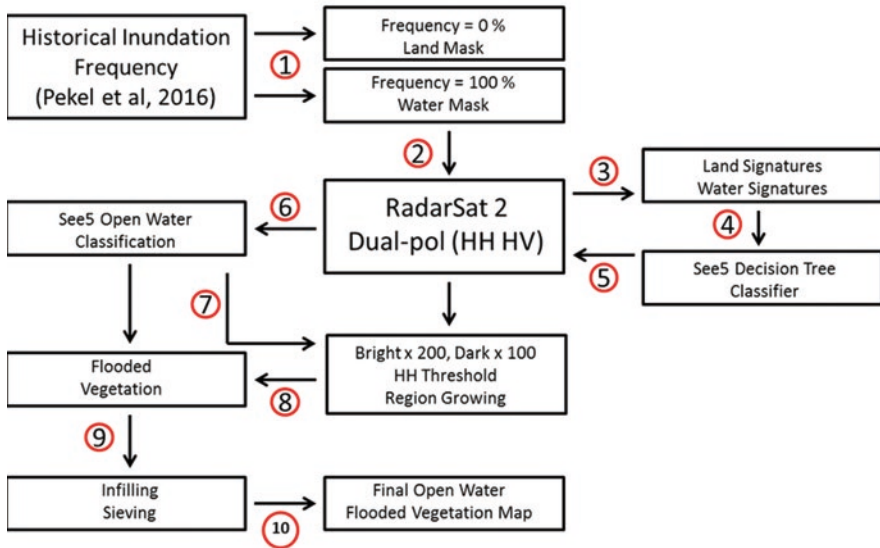 Historical Inundation
Frequency
(Pekel et al, 2016)
1
Frequency = 0 %
Land Mask
Frequency = 100 %
Water Mask
2
3
Land Signatures
Water Signatures
6
RadarSat 2
Dual-pol (HH HV)
See5 Open Water
Classification
4
5
See5 Decision Tree
Classifier
7
Bright x 200, Dark x 100
HH Threshold
Region Growing
Flooded
Vegetation
8
9
Infilling
Sieving
10
Final Open Water
Flooded Vegetation Map